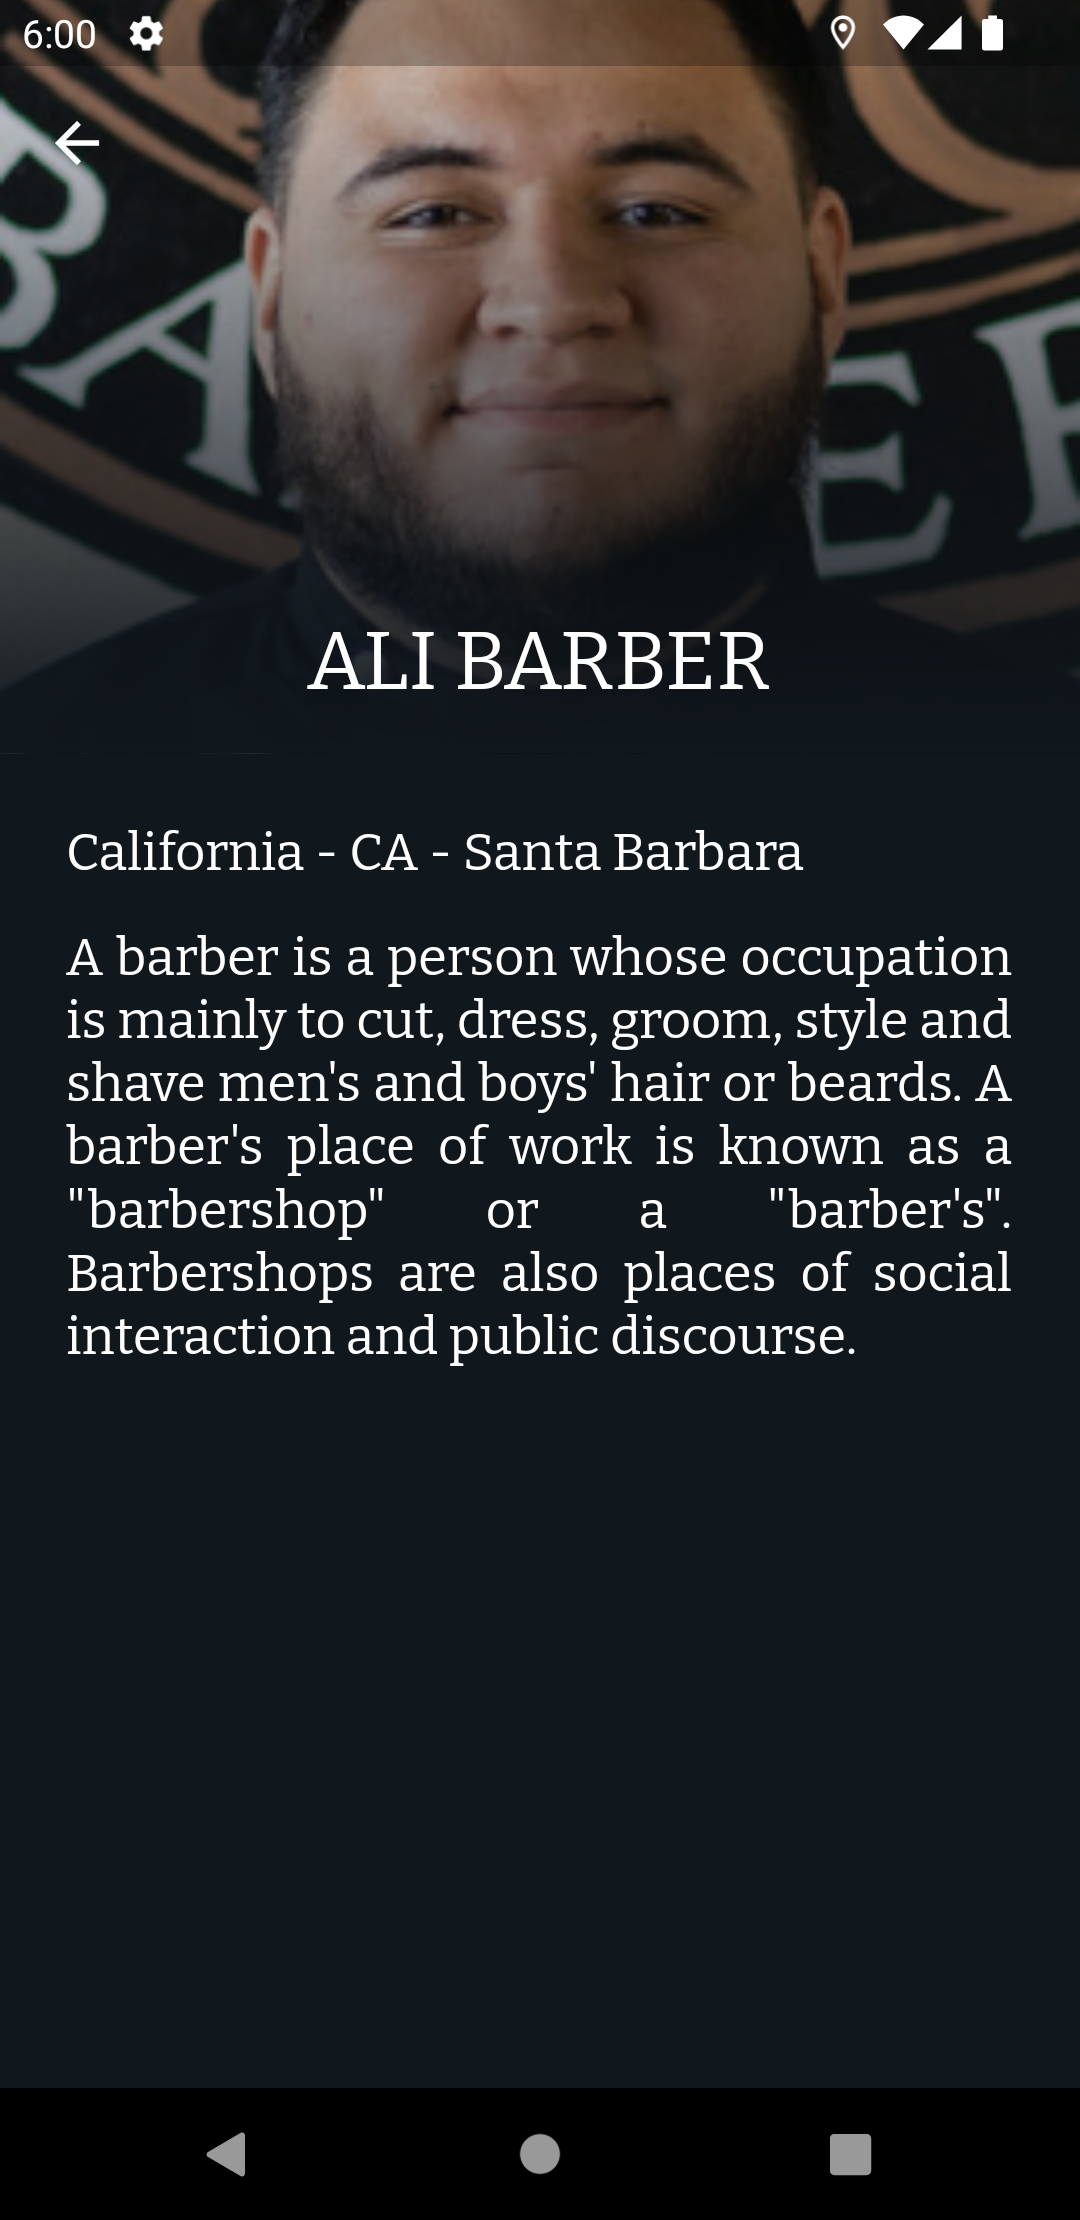 6:00
BA
ER
ALI BARBER
California - CA - Santa Barbara
A barber is a person whose occupation
is mainly to cut, dress, groom, style and
shave men's and boys' hair or beards. A
barber's place of work is known as a
"barbershop" or a "barber's".
Barbershops are also places of social
interaction and public discourse.